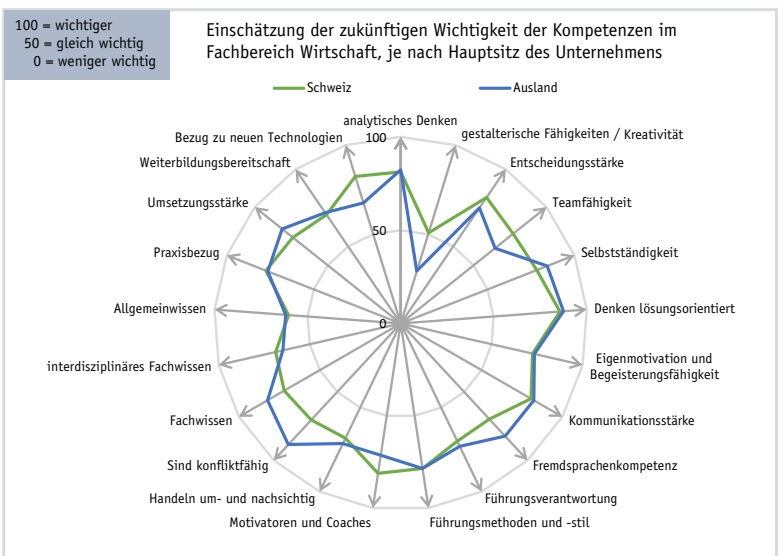 100 = wichtiger
50 = gleich wichtig
0 = weniger wichtig
Einschätzung der zukünftigen Wichtigkeit der Kompetenzen im
Fachbereich Wirtschaft, je nach Hauptsitz des Unternehmens
Schweiz
Ausland
analytisches Denken
gestalterische Fähigkeiten / Kreativität
Entscheidungsstärke
Teamfähigkeit
Selbstständigkeit
Denken lösungsorientiert
Eigenmotivation und
Begeisterungsfähigkeit
Kommunikationsstärke
Fremdsprachenkompetenz
Führungsverantwortung
Führungsmethoden und -stil
Motivatoren und Coaches
Handeln um- und nachsichtig
Sind konfliktfähig
Fachwissen
interdisziplinäres Fachwissen
Allgemeinwissen
Praxisbezug
Umsetzungsstärke
Weiterbildungsbereitschaft
Bezug zu neuen Technologien
100
50
0